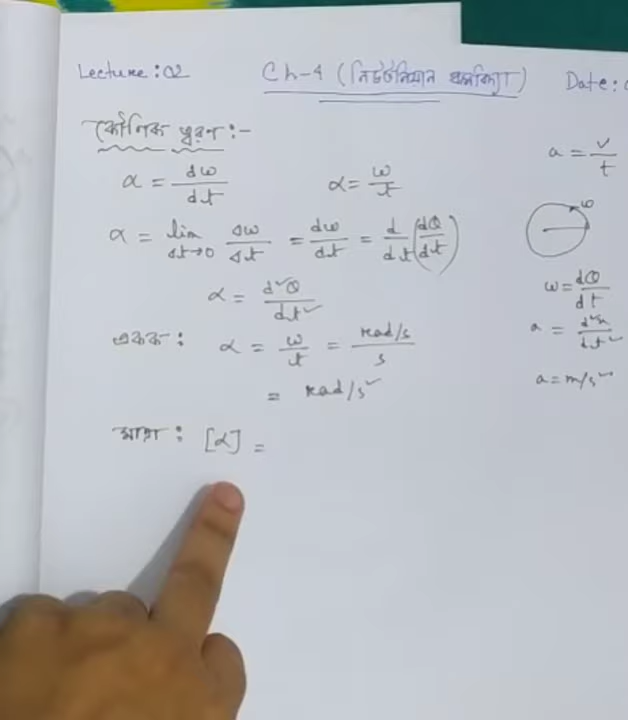 Lecture : 02 Ch-4 (নিউটনিয়ান বলবিদ্যা) Date :
কৌণিক ত্বরণ :-
α = dω/dt α = ω/t
α = lim Δt→0 Δω/Δt = dω/dt = d/dt (dθ/dt)
α = d²θ/dt²
একক : α = ω/t = rad/s / s
= rad/s²
মাত্রা : [α] =
a = v/t
ω
ω = dθ/dt
a = d²x/dt²
a = m/s²